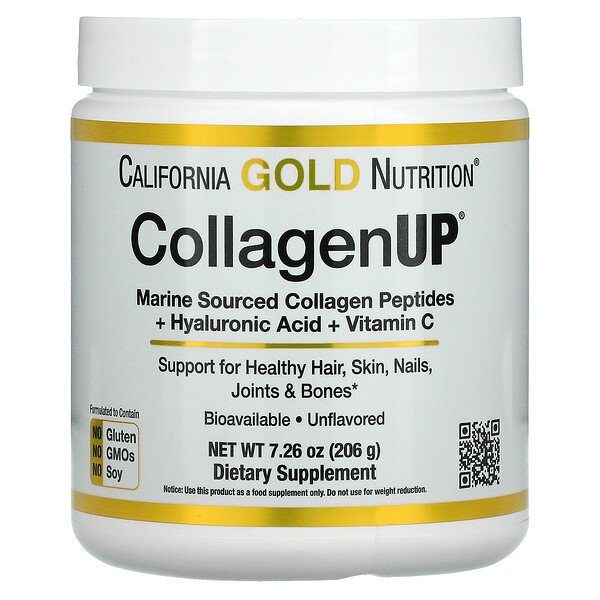 CALIFORNIA GOLD NUTRITION®
CollagenUP®
Marine Sourced Collagen Peptides
+ Hyaluronic Acid + Vitamin C
Support for Healthy Hair, Skin, Nails,
Joints & Bones*
Bioavailable • Unflavored
Formulated to Contain
NO Gluten
NO GMOs
NO Soy
NET WT 7.26 oz (206 g)
Dietary Supplement
Notice: Use this product as a food supplement only. Do not use for weight reduction.